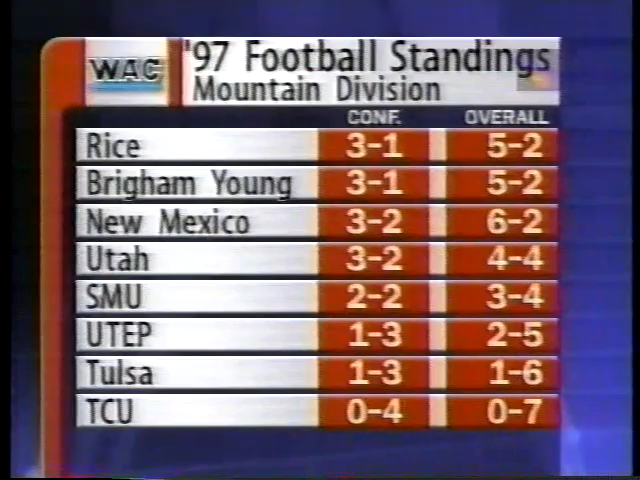 WAC '97 Football Standings
Mountain Division
CONF. OVERALL
Rice 3-1 5-2
Brigham Young 3-1 5-2
New Mexico 3-2 6-2
Utah 3-2 4-4
SMU 2-2 3-4
UTEP 1-3 2-5
Tulsa 1-3 1-6
TCU 0-4 0-7